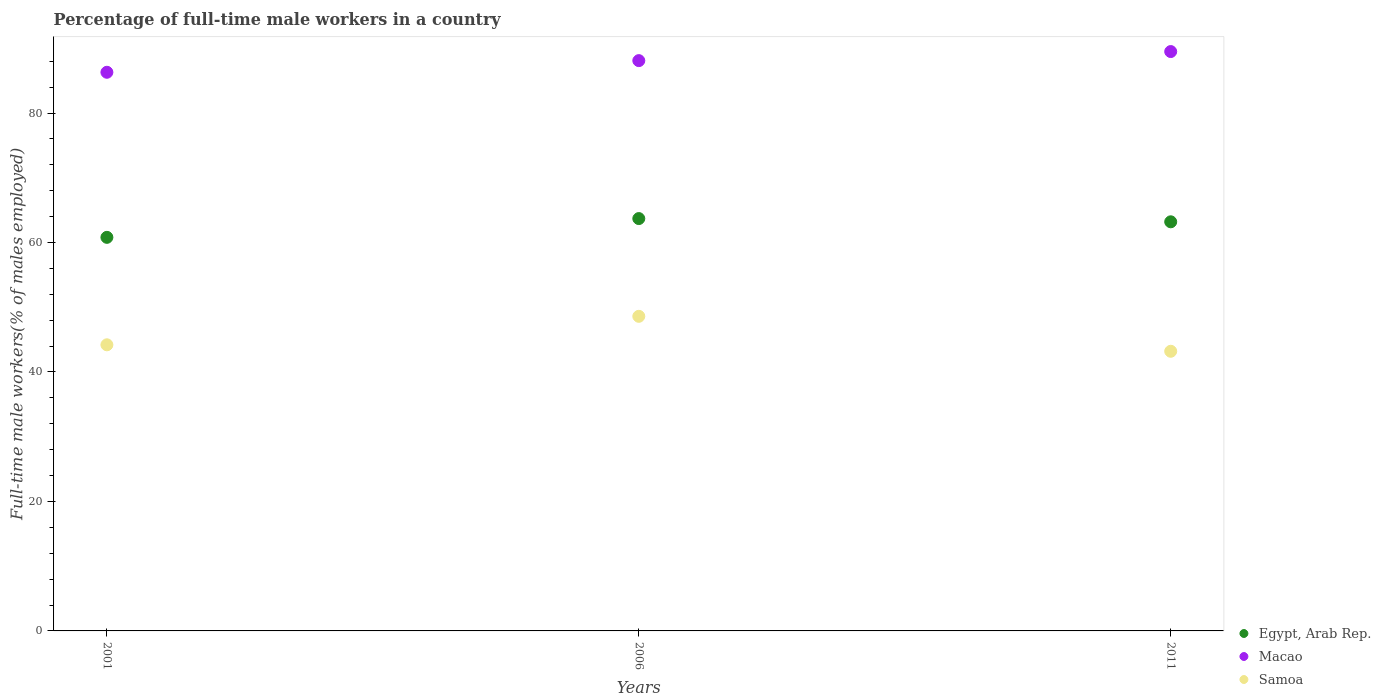 Percentage of full-time male workers in a country
Full-time male workers(% of males employed)
80
60
40
20
0
2001
2006
2011
Years
Egypt, Arab Rep.
Macao
Samoa